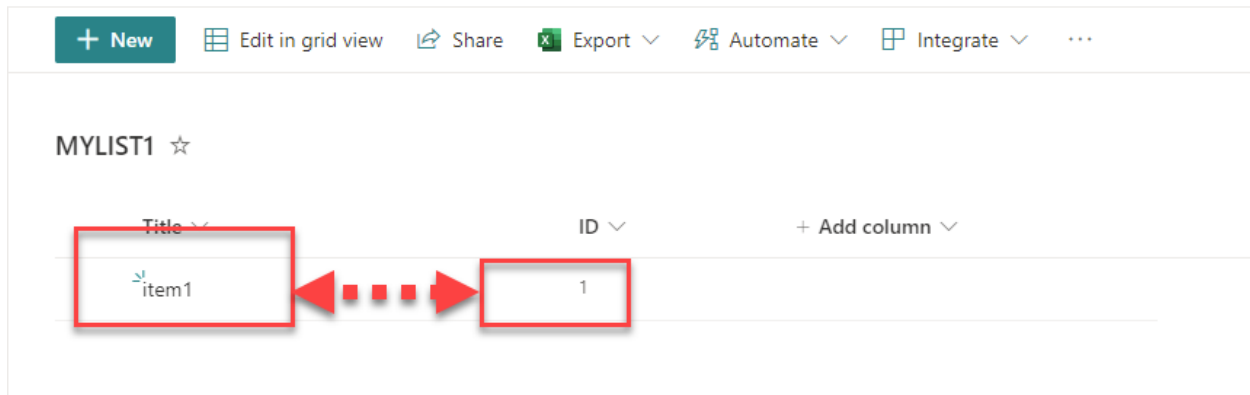 + New Edit in grid view Share Export Automate Integrate ...
MYLIST1
Title ID + Add column
item1 1